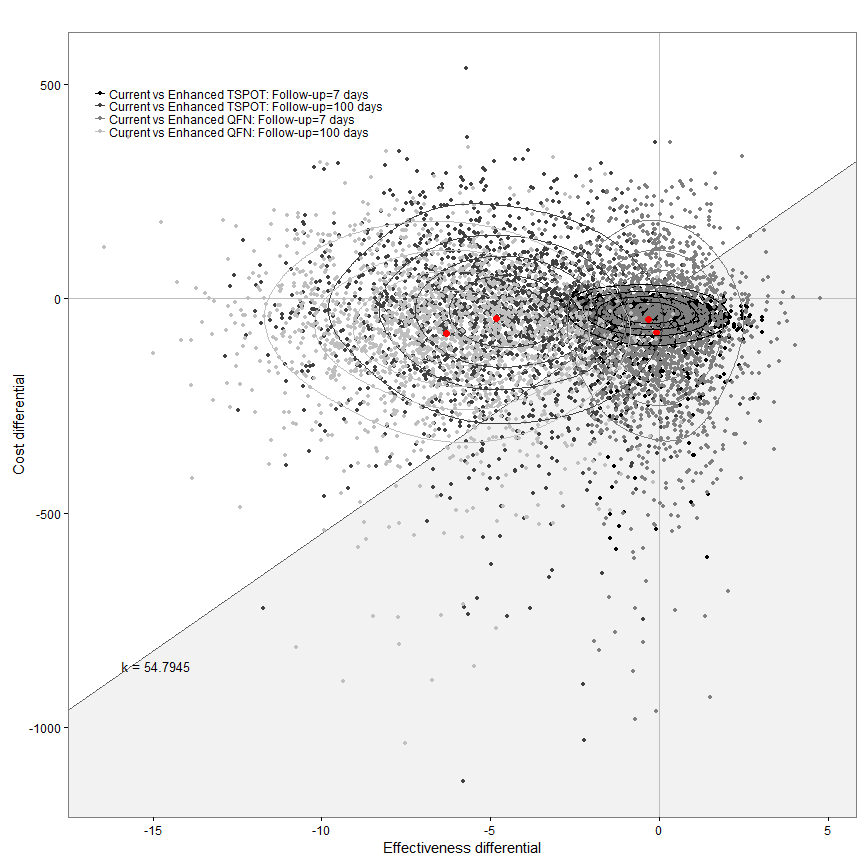 500
Current vs Enhanced TSPOT: Follow-up=7 days
Current vs Enhanced TSPOT: Follow-up=100 days
Current vs Enhanced QFN: Follow-up=7 days
Current vs Enhanced QFN: Follow-up=100 days
0
Cost differential
-500
k = 54.7945
-1000
-15 -10 -5 0 5
Effectiveness differential